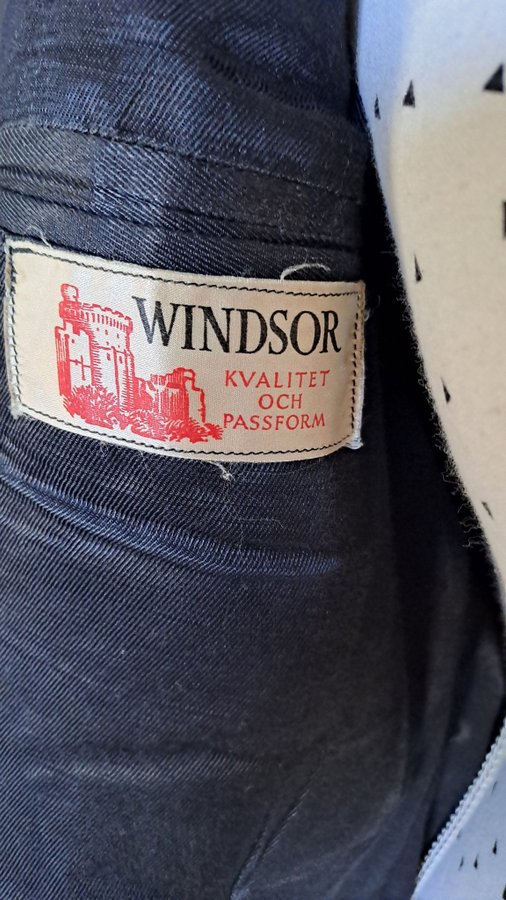 WINDSOR
KVALITET
OCH
PASSFORM